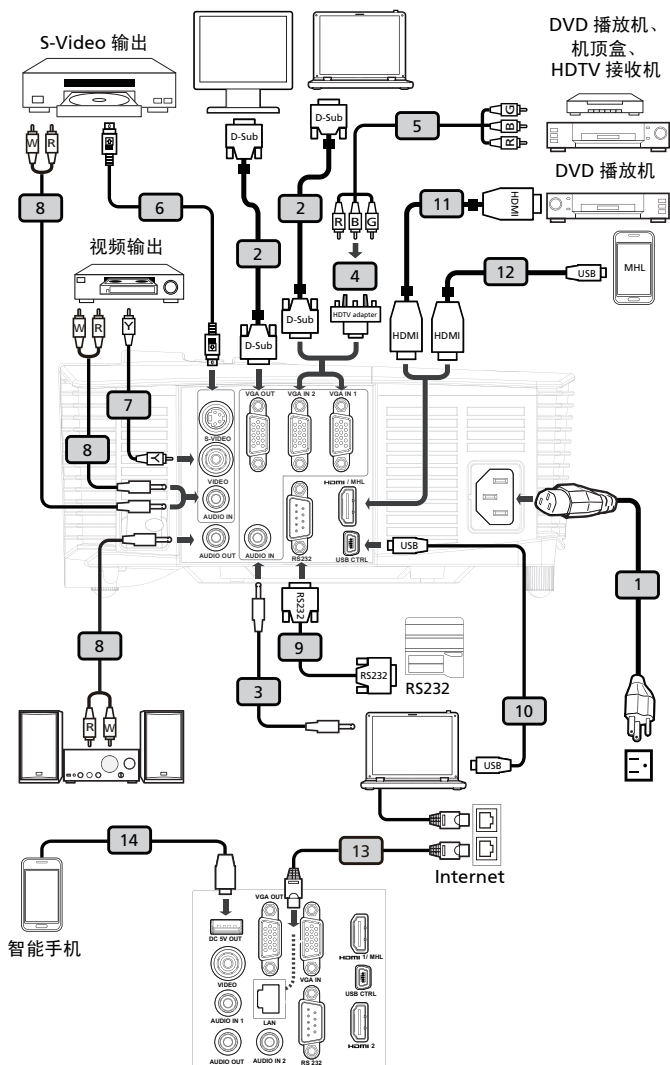 S-Video 输出
DVD 播放机、
机顶盒、
HDTV 接收机
D-Sub
D-Sub
G
B
R
5
W R
DVD 播放机
8
6
2
2
R B G
11
HDMI
视频输出
4
12
USB
MHL
W R
Y
D-Sub
D-Sub
HDTV adapter
HDMI
HDMI
7
VGA OUT
VGA IN 2
VGA IN 1
S-VIDEO
8
Y
VIDEO
HDMI / MHL
AUDIO IN
AUDIO OUT
AUDIO IN
RS232
USB CTRL
USB
1
8
RS232
9
3
RS232
RS232
10
R W
USB
14
13
Internet
智能手机
VGA OUT
DC 5V OUT
HDMI 1/ MHL
VIDEO
VGA IN
USB CTRL
AUDIO IN 1
LAN
HDMI 2
AUDIO OUT
AUDIO IN 2
RS 232